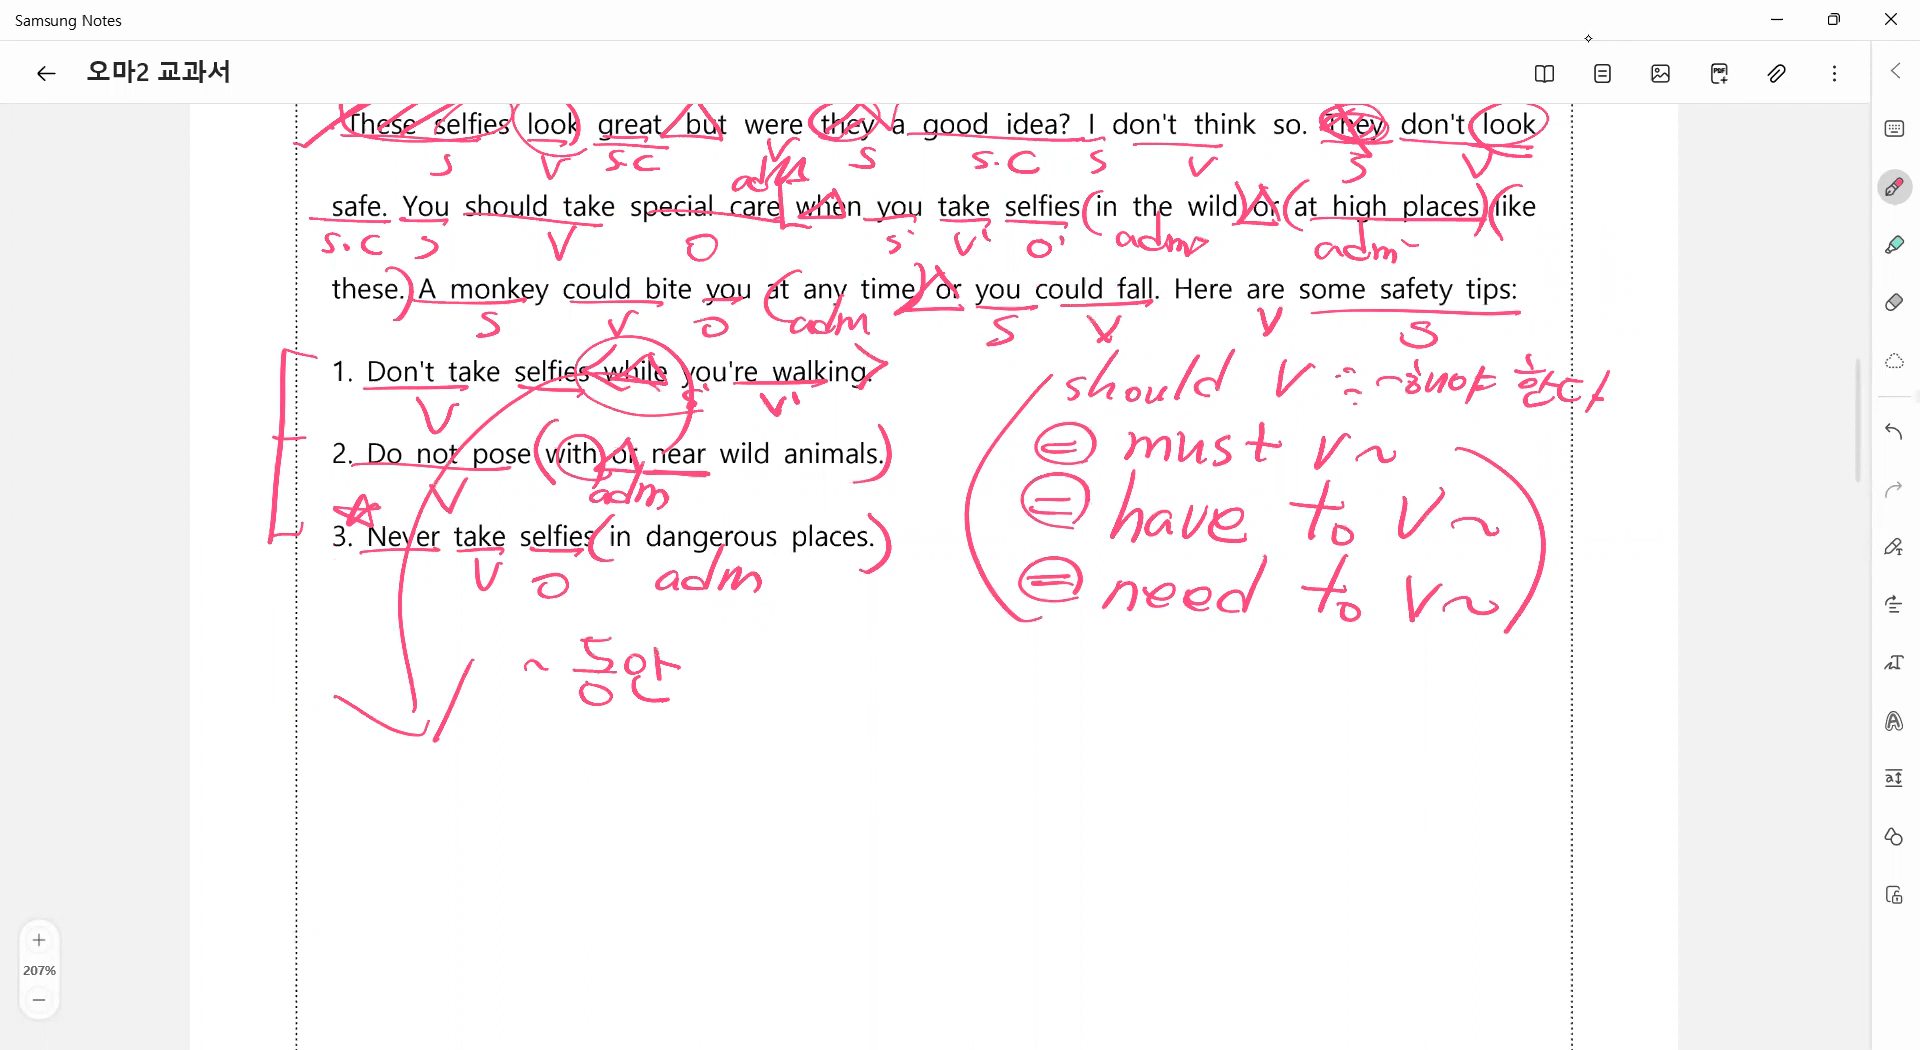 Samsung Notes
오마2 교과서
These selfies look great but were they a good idea? I don't think so. They don't look
S V S.C V S S.C S V S V
adm
safe. You should take special care when you take selfies in the wild or at high places like
S.C S V O S' V' O' adm adm
these. A monkey could bite you at any time or you could fall. Here are some safety tips:
S V O adm S V V S
1. Don't take selfies while you're walking.
V S' V'
should V : ~해야 한다
2. Do not pose with or near wild animals.
V adm
= must V ~
= have to V ~
3. Never take selfies in dangerous places.
V O adm
= need to V ~
~ 동안
207%